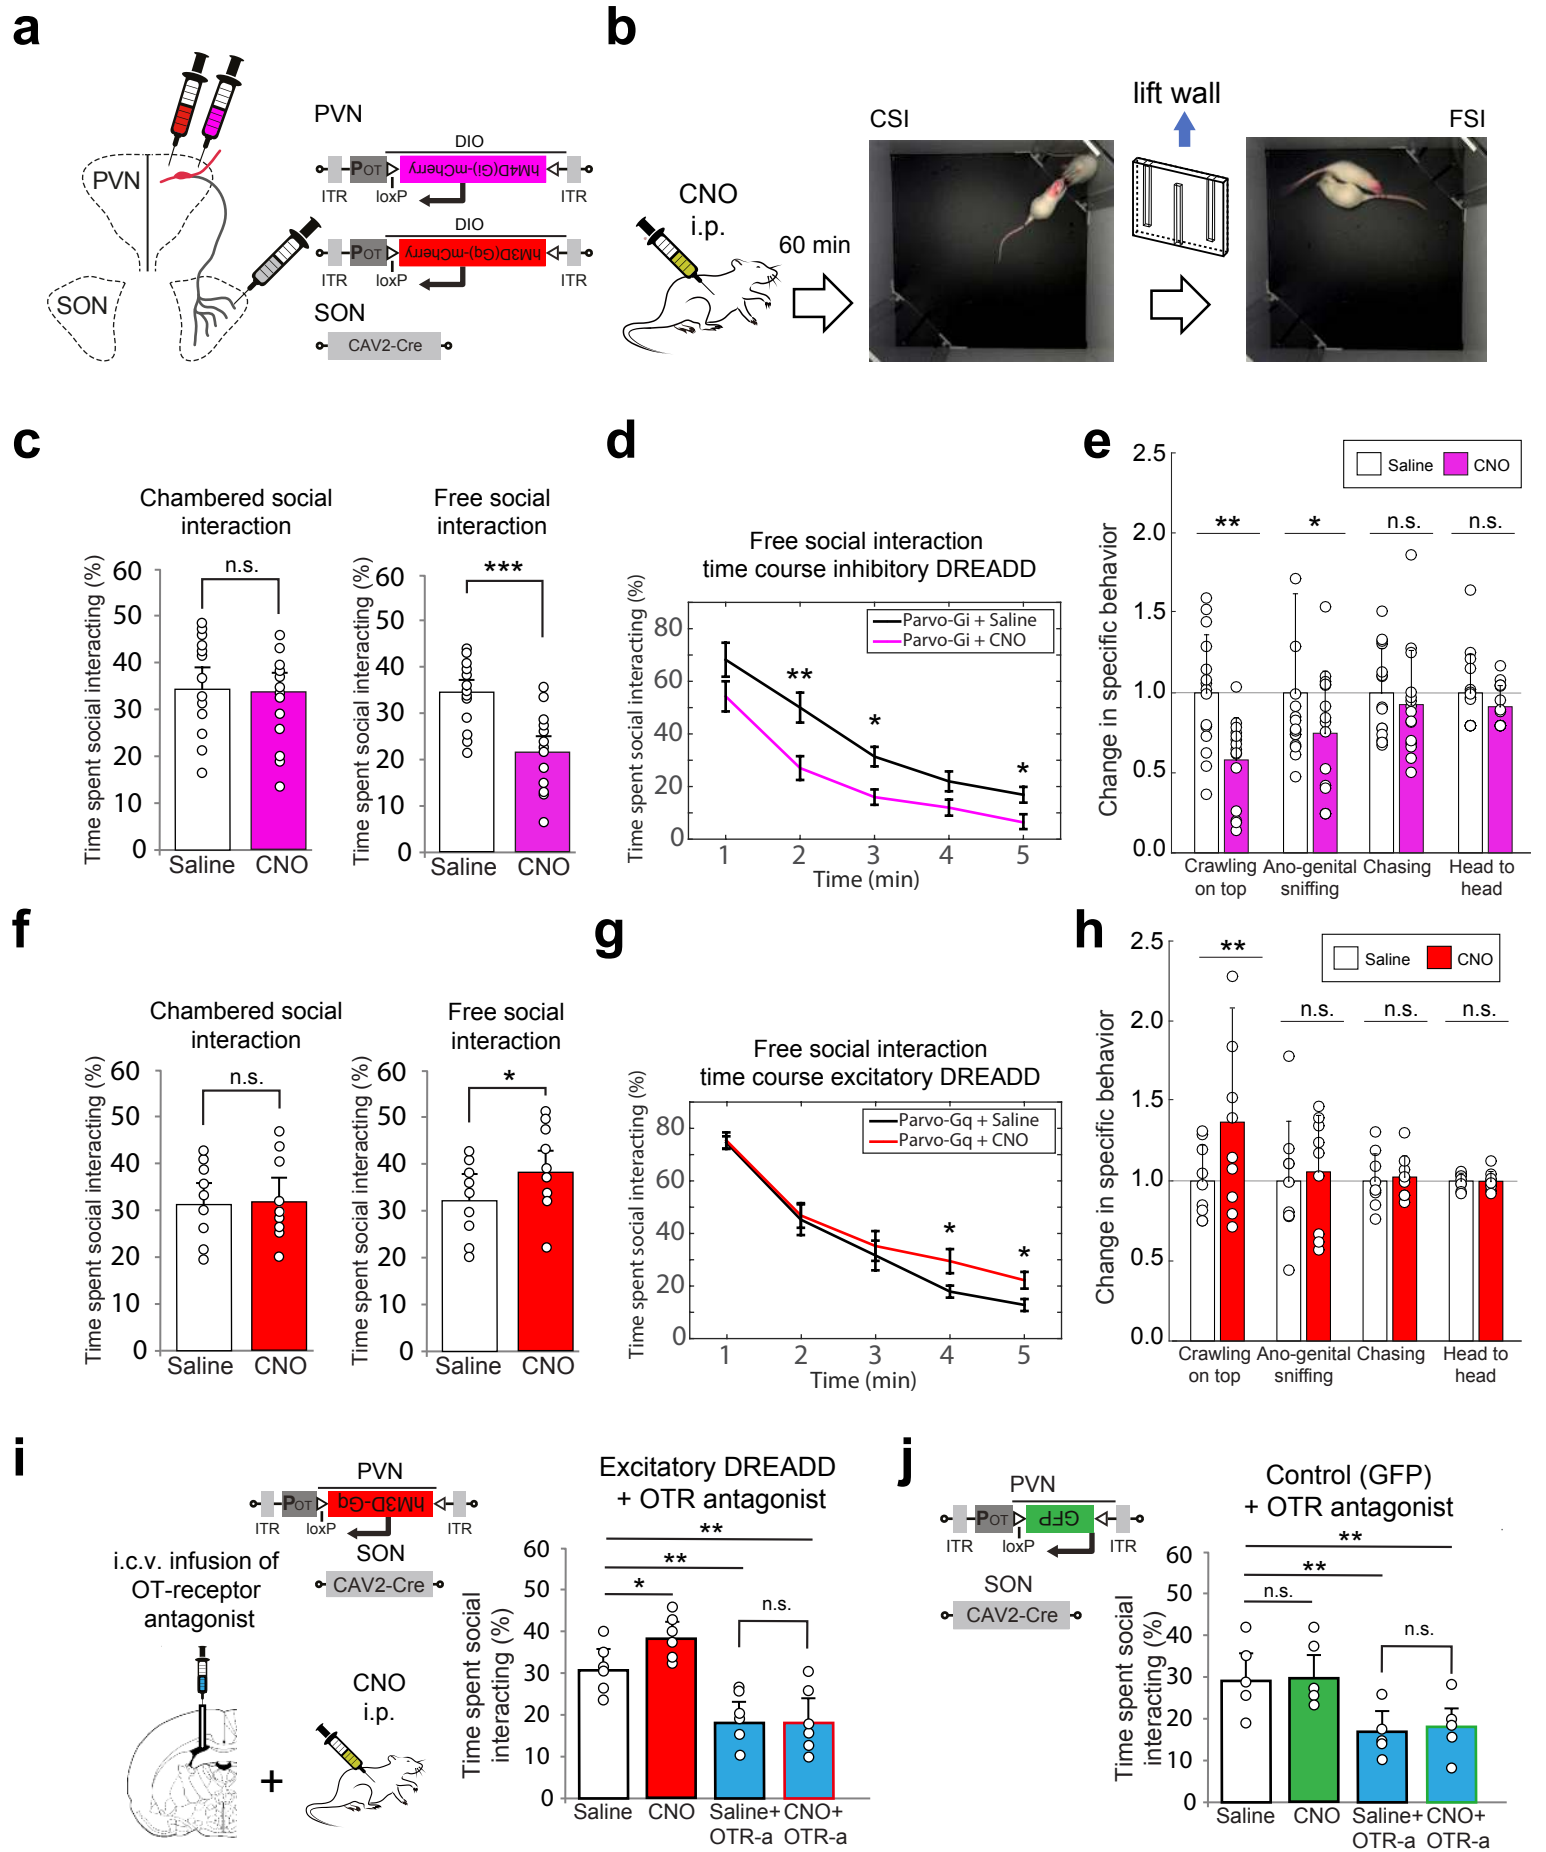 a
PVN
SON
PVN
DIO
POT
hM4D(Gi)-mCherry
ITR
loxP
ITR
DIO
POT
hM3D(Gq)-mCherry
ITR
loxP
ITR
SON
CAV2-Cre
b
CNO
i.p.
60 min
CSI
lift wall
FSI
c
Chambered social
interaction
Time spent social interacting (%)
60
50
40
30
20
10
0
n.s.
Saline
CNO
Free social
interaction
Time spent social interacting (%)
60
50
40
30
20
10
0
***
Saline
CNO
d
Free social interaction
time course inhibitory DREADD
Time spent social interacting (%)
80
60
40
20
0
Parvo-Gi + Saline
Parvo-Gi + CNO
**
*
*
1 2 3 4 5
Time (min)
e
Change in specific behavior
2.5
2.0
1.5
1.0
0.5
0.0
Saline
CNO
**
*
n.s.
n.s.
Crawling
on top
Ano-genital
sniffing
Chasing
Head to
head
f
Chambered social
interaction
Time spent social interacting (%)
60
50
40
30
20
10
0
n.s.
Saline
CNO
Free social
interaction
Time spent social interacting (%)
60
50
40
30
20
10
0
*
Saline
CNO
g
Free social interaction
time course excitatory DREADD
Time spent social interacting (%)
80
60
40
20
0
Parvo-Gq + Saline
Parvo-Gq + CNO
*
*
1 2 3 4 5
Time (min)
h
Change in specific behavior
2.5
2.0
1.5
1.0
0.5
0.0
Saline
CNO
**
n.s.
n.s.
n.s.
Crawling
on top
Ano-genital
sniffing
Chasing
Head to
head
i
PVN
POT
hM3D-Gq
ITR
loxP
ITR
SON
CAV2-Cre
i.c.v. infusion of
OT-receptor
antagonist
+
CNO
i.p.
Excitatory DREADD
+ OTR antagonist
Time spent social
interacting (%)
60
50
40
30
20
10
0
**
**
*
n.s.
Saline
CNO
Saline+
OTR-a
CNO+
OTR-a
j
PVN
POT
GFP
ITR
loxP
ITR
SON
CAV2-Cre
Control (GFP)
+ OTR antagonist
Time spent social
interacting (%)
60
50
40
30
20
10
0
**
**
n.s.
n.s.
Saline
CNO
Saline+
OTR-a
CNO+
OTR-a